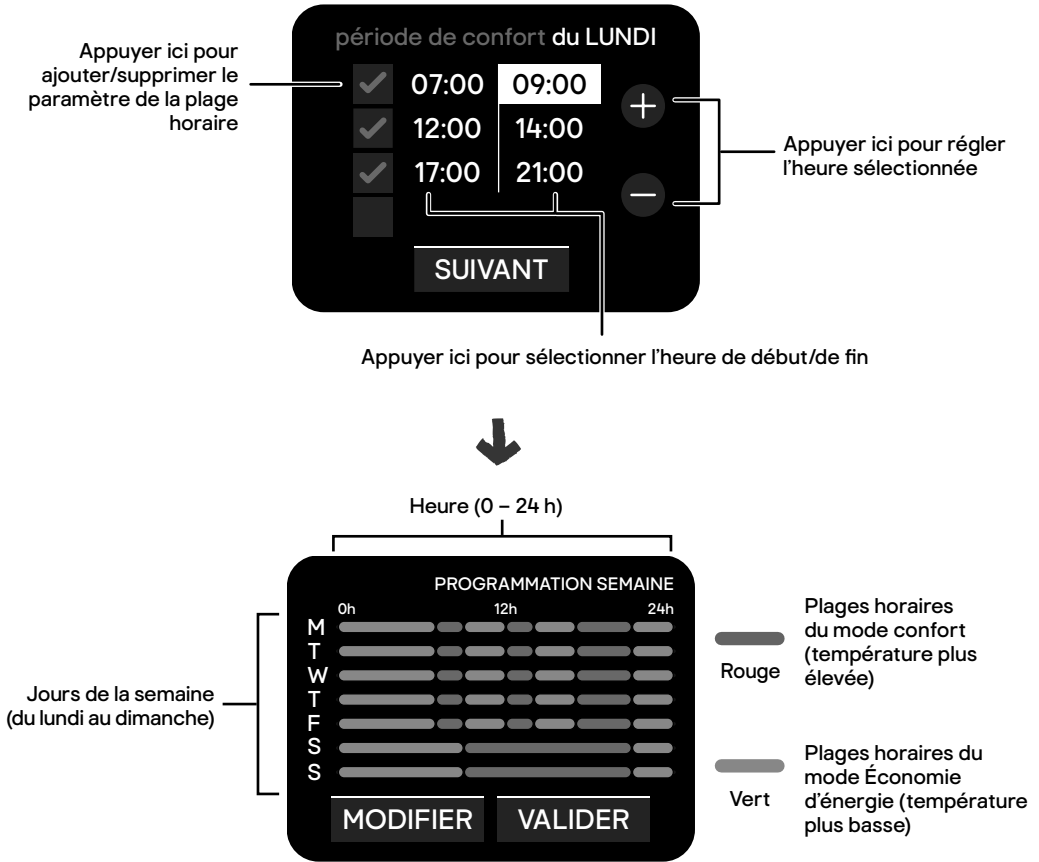 période de confort du LUNDI
Appuyer ici pour
ajouter/supprimer le
paramètre de la plage
horaire
07:00 09:00
12:00 14:00
17:00 21:00
Appuyer ici pour régler
l'heure sélectionnée
SUIVANT
Appuyer ici pour sélectionner l'heure de début/de fin
Heure (0 – 24 h)
PROGRAMMATION SEMAINE
0h 12h 24h
M
T
W
T
F
S
S
Jours de la semaine
(du lundi au dimanche)
MODIFIER VALIDER
Rouge
Plages horaires
du mode confort
(température plus
élevée)
Vert
Plages horaires du
mode Économie
d'énergie (température
plus basse)